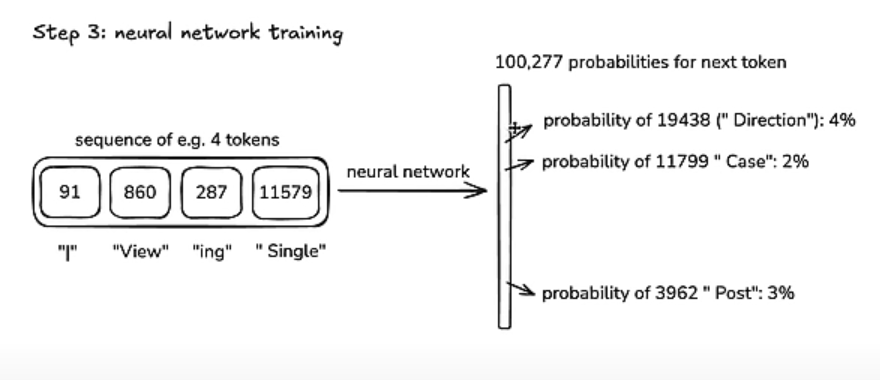 Step 3: neural network training
100,277 probabilities for next token
probability of 19438 (" Direction"): 4%
sequence of e.g. 4 tokens
probability of 11799 " Case": 2%
neural network
91 860 287 11579
"|" "View" "ing" " Single"
probability of 3962 " Post": 3%